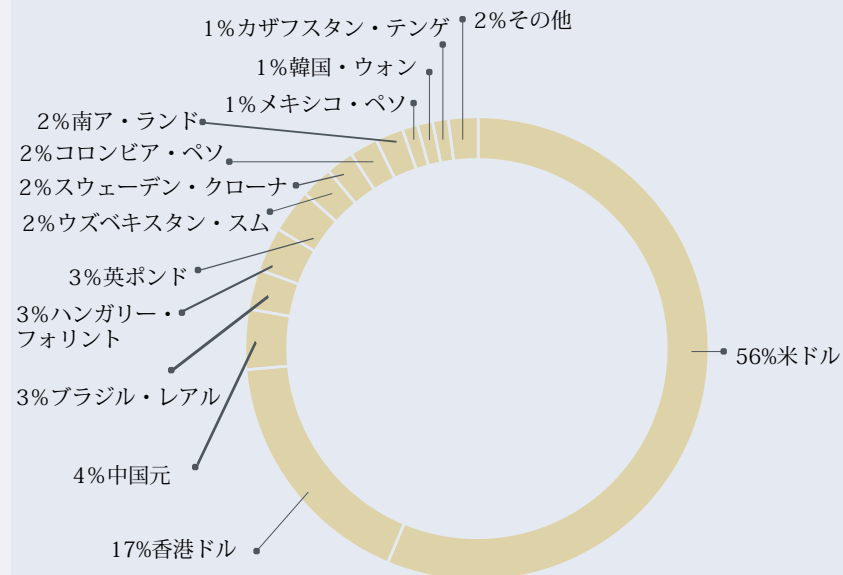 2%その他
1%カザフスタン・テンゲ
1%韓国・ウォン
1%メキシコ・ペソ
2%南ア・ランド
2%コロンビア・ペソ
2%スウェーデン・クローナ
2%ウズベキスタン・スム
3%英ポンド
3%ハンガリー・
フォリント
3%ブラジル・レアル
4%中国元
17%香港ドル
56%米ドル